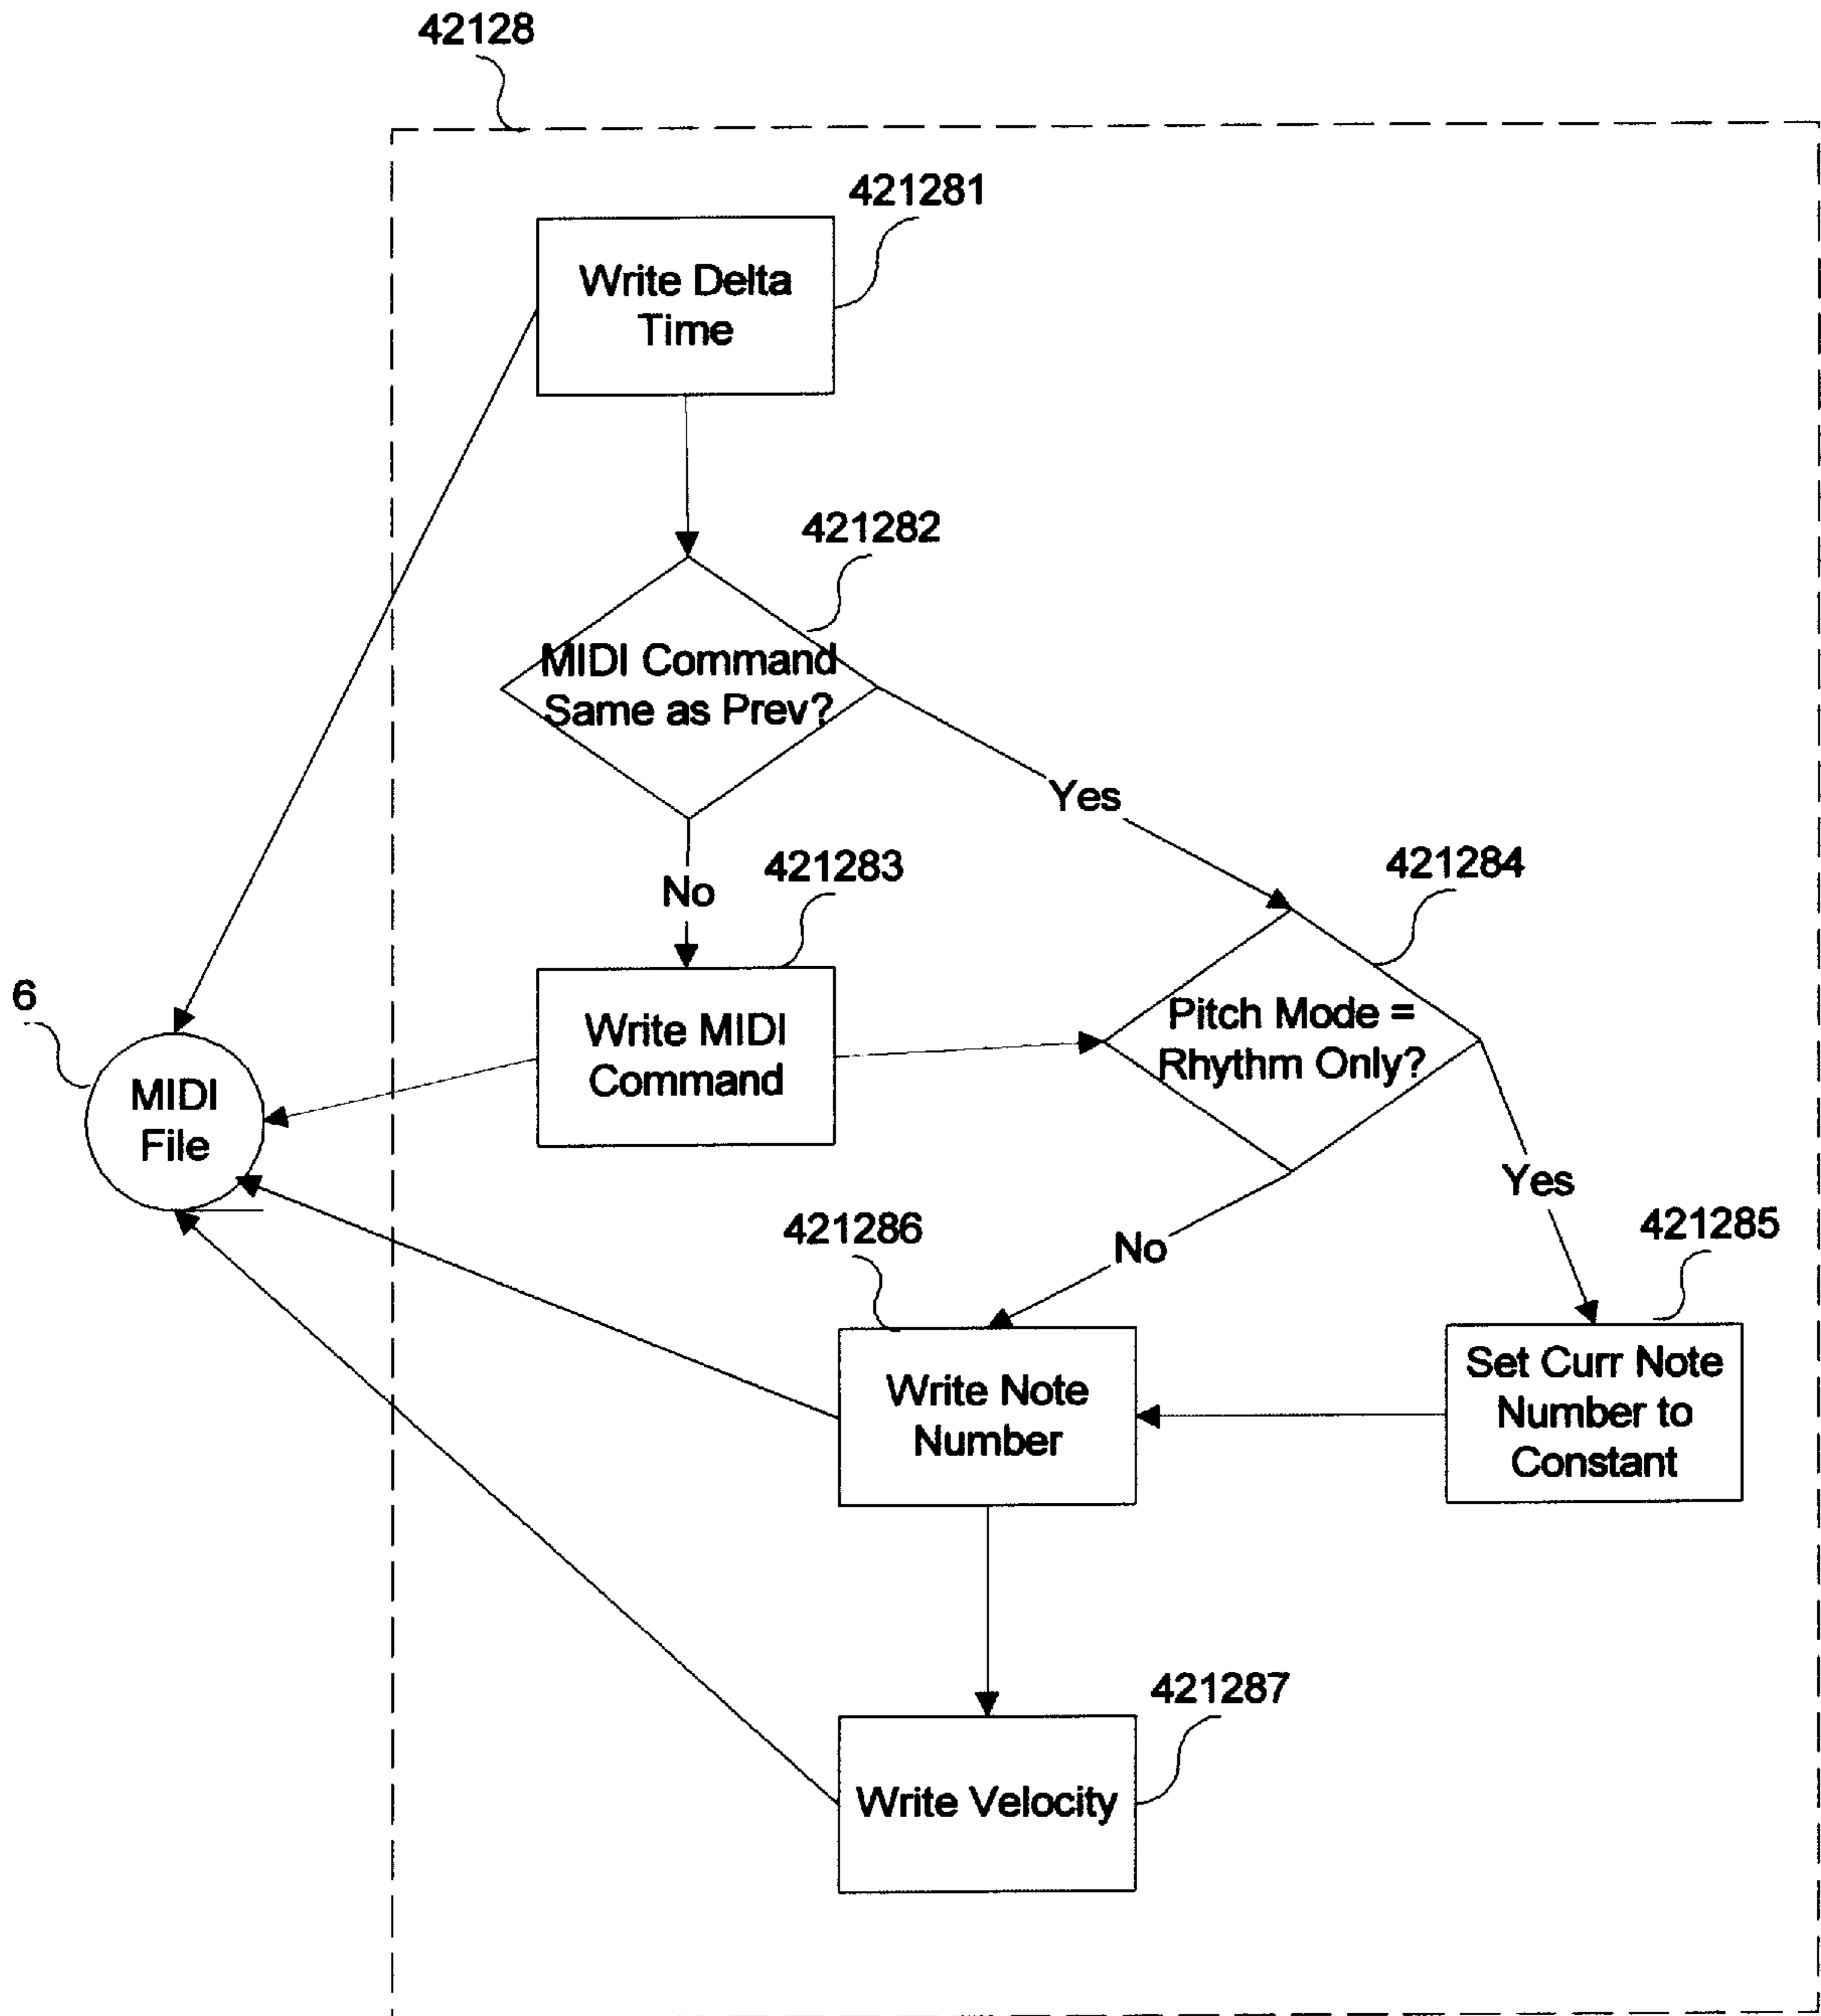 42128
421281
Write Delta
Time
421282
MIDI Command
Same as Prev?
Yes
No
421283
421284
6
MIDI
File
Write MIDI
Command
Pitch Mode =
Rhythm Only?
Yes
No
421286
421285
Write Note
Number
Set Curr Note
Number to
Constant
421287
Write Velocity